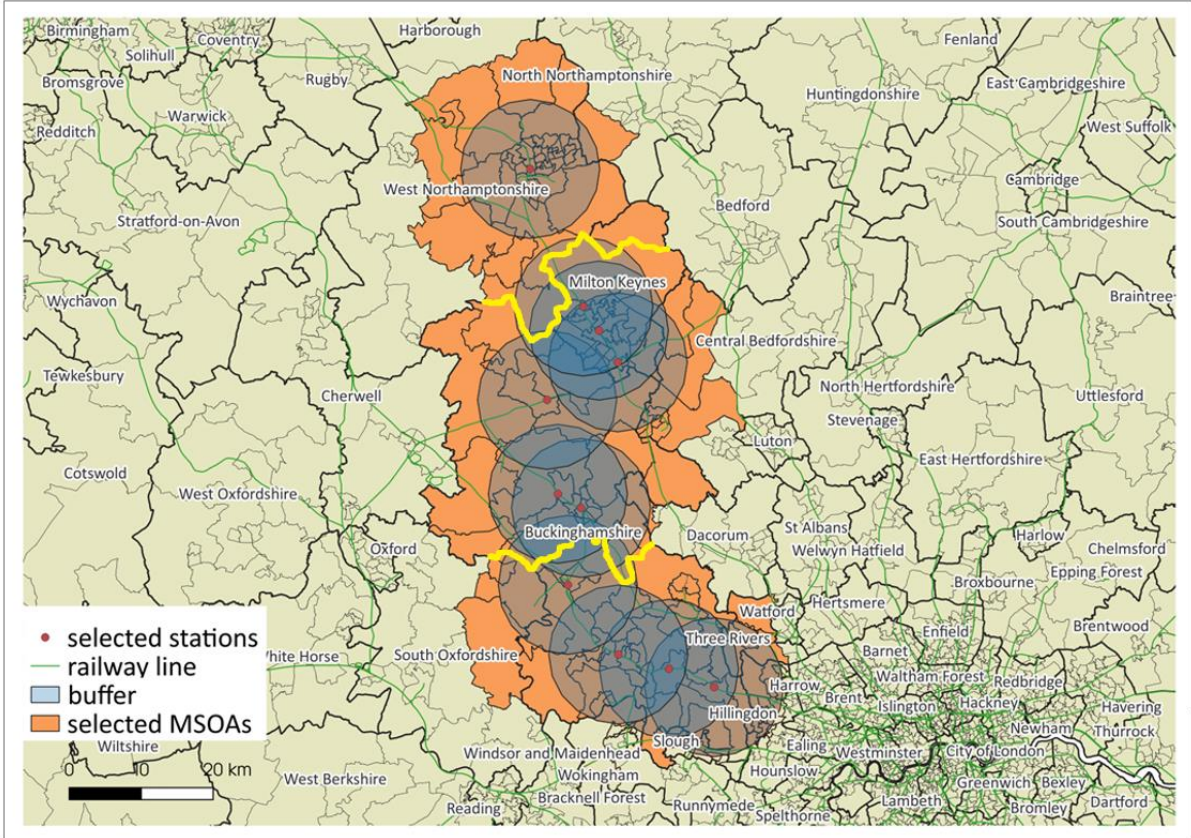 Birmingham
Coventry
Harborough
Fenland
Solihull
North Northamptonshire
Bromsgrove
Rugby
East Cambridgeshire
Huntingdonshire
Warwick
Redditch
West Suffolk
Cambridge
West Northamptonshire
Bedford
Stratford-on-Avon
South Cambridgeshire
Milton Keynes
Wychavon
Braintree
Central Bedfordshire
Tewkesbury
North Hertfordshire
Cherwell
Uttlesford
Stevenage
Luton
East Hertfordshire
Cotswold
West Oxfordshire
Buckinghamshire
Dacorum
St Albans
Harlow
Oxford
Welwyn Hatfield
Chelmsford
Epping Forest
Broxbourne
Watford
Hertsmere
Three Rivers
Enfield
Brentwood
selected stations
White Horse
South Oxfordshire
Barnet
railway line
Waltham Forest
Redbridge
Harrow
Brent
Islington
Hackney
Havering
buffer
Hillingdon
Newham
Thurrock
selected MSOAs
Slough
Ealing
Westminster
City of London
Wiltshire
Windsor and Maidenhead
Hounslow
0 10 20 km
West Berkshire
Wokingham
Greenwich
Bexley
Bracknell Forest
Runnymede
Lambeth
Dartford
Reading
Spelthorne
Bromley